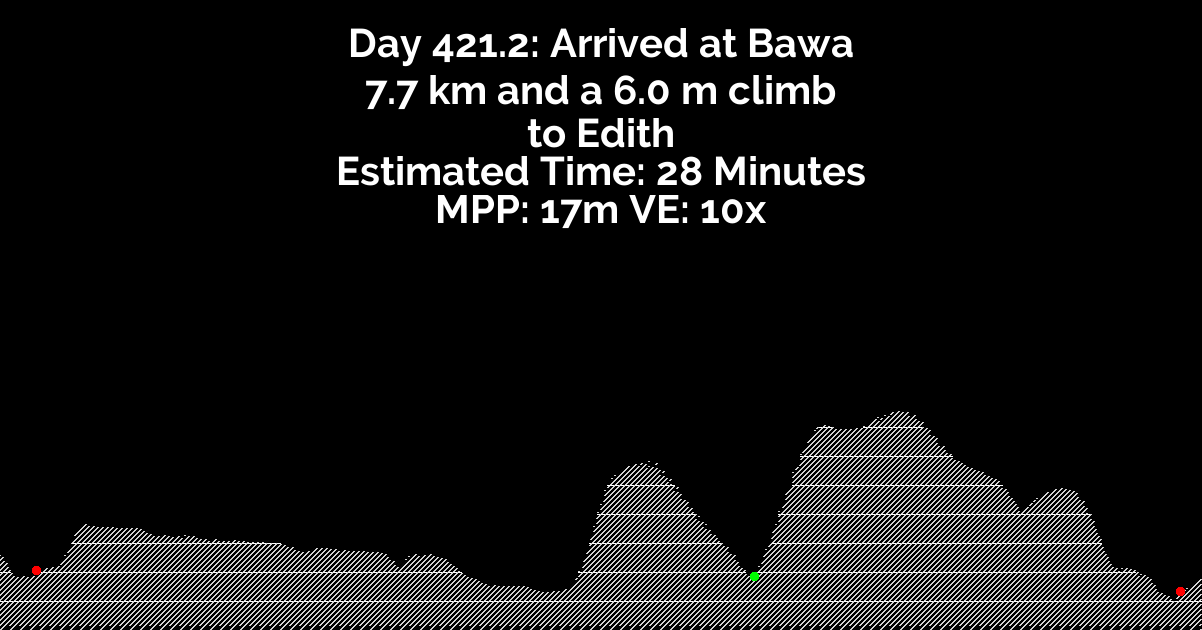 Day 421.2: Arrived at Bawa
7.7 km and a 6.0 m climb
to Edith
Estimated Time: 28 Minutes
MPP: 17m VE: 10x